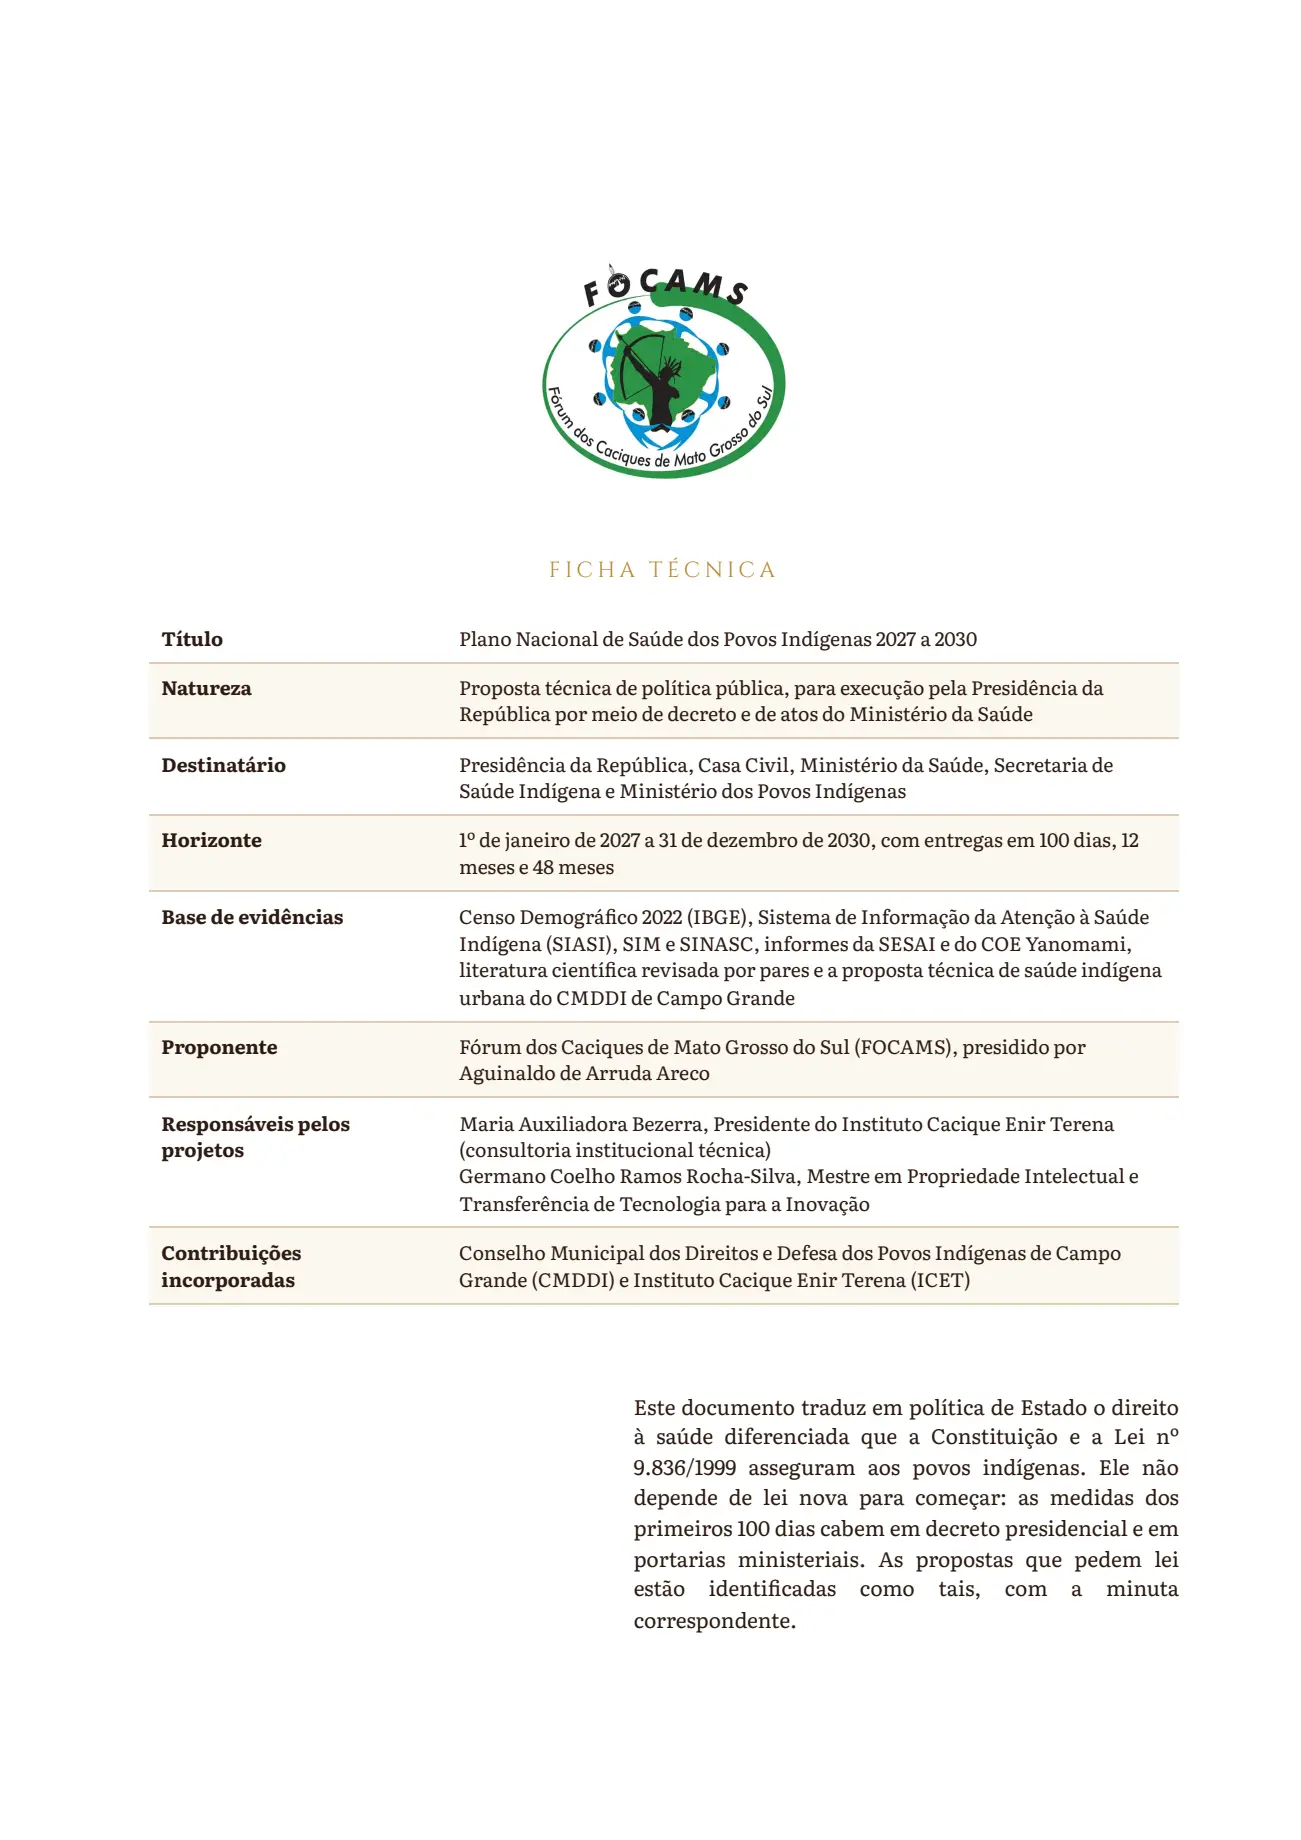 FOCAMS
Fórum dos Caciques de Mato Grosso do Sul
FICHA TÉCNICA
Título
Plano Nacional de Saúde dos Povos Indígenas 2027 a 2030
Natureza
Proposta técnica de política pública, para execução pela Presidência da
República por meio de decreto e de atos do Ministério da Saúde
Destinatário
Presidência da República, Casa Civil, Ministério da Saúde, Secretaria de
Saúde Indígena e Ministério dos Povos Indígenas
Horizonte
1º de janeiro de 2027 a 31 de dezembro de 2030, com entregas em 100 dias, 12
meses e 48 meses
Base de evidências
Censo Demográfico 2022 (IBGE), Sistema de Informação da Atenção à Saúde
Indígena (SIASI), SIM e SINASC, informes da SESAI e do COE Yanomami,
literatura científica revisada por pares e a proposta técnica de saúde indígena
urbana do CMDDI de Campo Grande
Proponente
Fórum dos Caciques de Mato Grosso do Sul (FOCAMS), presidido por
Aguinaldo de Arruda Areco
Responsáveis pelos
projetos
Maria Auxiliadora Bezerra, Presidente do Instituto Cacique Enir Terena
(consultoria institucional técnica)
Germano Coelho Ramos Rocha-Silva, Mestre em Propriedade Intelectual e
Transferência de Tecnologia para a Inovação
Contribuições
incorporadas
Conselho Municipal dos Direitos e Defesa dos Povos Indígenas de Campo
Grande (CMDDI) e Instituto Cacique Enir Terena (ICET)
Este documento traduz em política de Estado o direito
à saúde diferenciada que a Constituição e a Lei nº
9.836/1999 asseguram aos povos indígenas. Ele não
depende de lei nova para começar: as medidas dos
primeiros 100 dias cabem em decreto presidencial e em
portarias ministeriais. As propostas que pedem lei
estão identificadas como tais, com a minuta
correspondente.